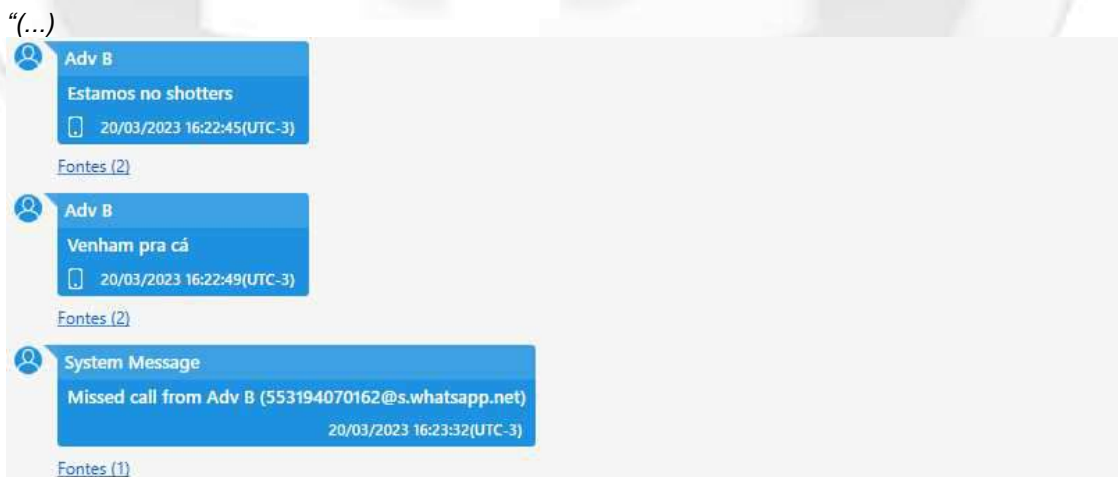 “(...)
Adv B
Estamos no shotters
20/03/2023 16:22:45(UTC-3)
Fontes (2)
Adv B
Venham pra cá
20/03/2023 16:22:49(UTC-3)
Fontes (2)
System Message
Missed call from Adv B (553194070162@s.whatsapp.net)
20/03/2023 16:23:32(UTC-3)
Fontes (1)